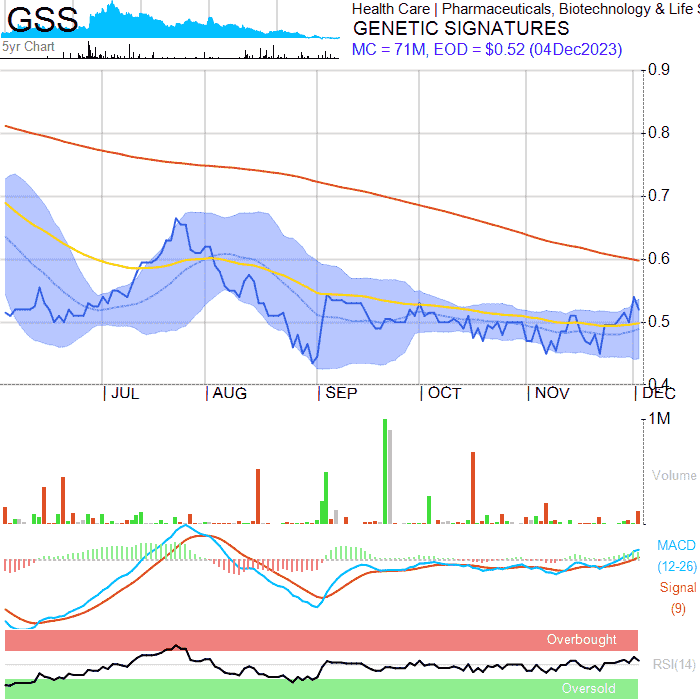 GSS
5yr Chart
Health Care | Pharmaceuticals, Biotechnology & Life S
GENETIC SIGNATURES
MC = 71M, EOD = $0.52 (04Dec2023)
0.9
0.8
0.7
0.6
0.5
0.4
JUL AUG SEP OCT NOV DEC
1M
Volume
MACD
(12-26)
Signal
(9)
Overbought
RSI(14)
Oversold